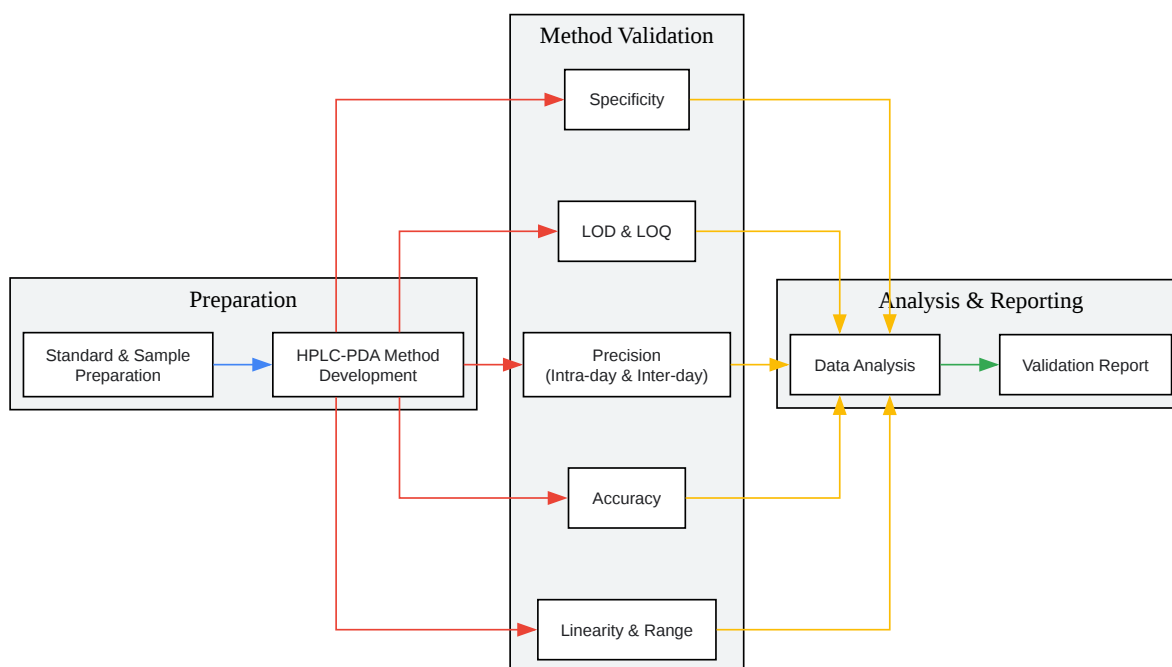 Method Validation
Specificity
LOD & LOQ
Preparation
Standard & Sample
Preparation
HPLC-PDA Method
Development
Precision
(Intra-day & Inter-day)
Analysis & Reporting
Data Analysis
Validation Report
Accuracy
Linearity & Range